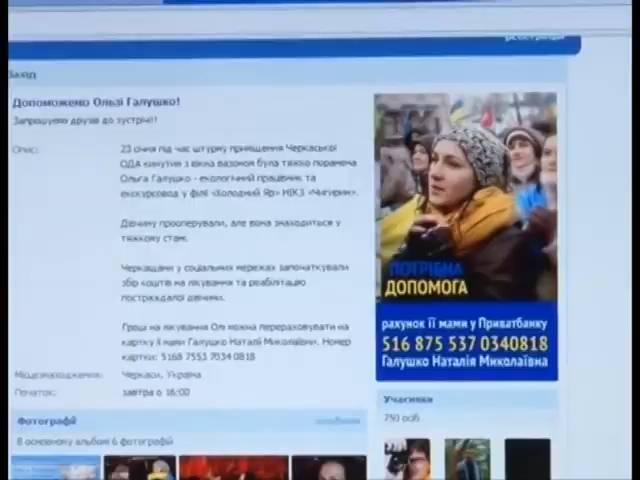 Захід
Допоможемо Ользі Галушко!
Запрошуємо друзів до зустрічі!
Опис:
23 січня під час штурму приміщення Черкаської
ОДА кинутим з вікна вазоном була тяжко поранена
Ольга Галушко - екологічний працівник та
екскурсовод у філії «Холодний Яр» НІКЗ «Чигирин».
Дівчину прооперували, але вона знаходиться у
тяжкому стані.
Черкащани у соціальних мережах започаткували
збір коштів на лікування та реабілітацію
постраждалої дівчини.
Гроші на лікування Олі можна перераховувати на
картку її мами Галушко Наталії Миколаївни. Номер
картки: 5168 7553 7034 0818
Місцезнаходження: Черкаси, Україна
Початок: завтра о 16:00
Фотографії
В основному альбомі 6 фотографій
ПОТРІБНА
ДОПОМОГА
рахунок її мами у Приватбанку
516 875 537 0340818
Галушко Наталія Миколаївна
Учасники
750 осіб